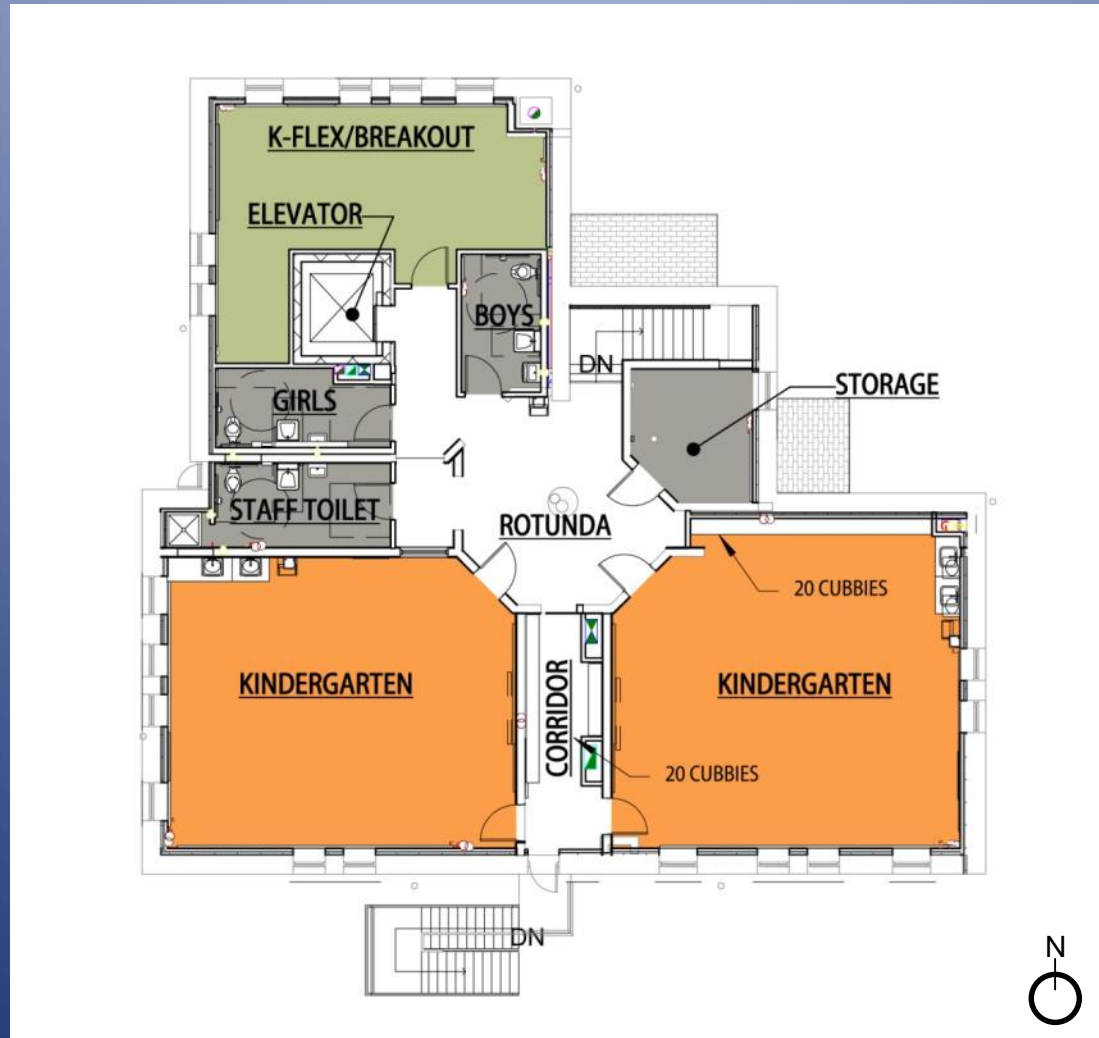 K-FLEX/BREAKOUT
ELEVATOR
BOYS
DN
STORAGE
GIRLS
STAFF TOILET
ROTUNDA
20 CUBBIES
KINDERGARTEN
CORRIDOR
KINDERGARTEN
20 CUBBIES
DN
N